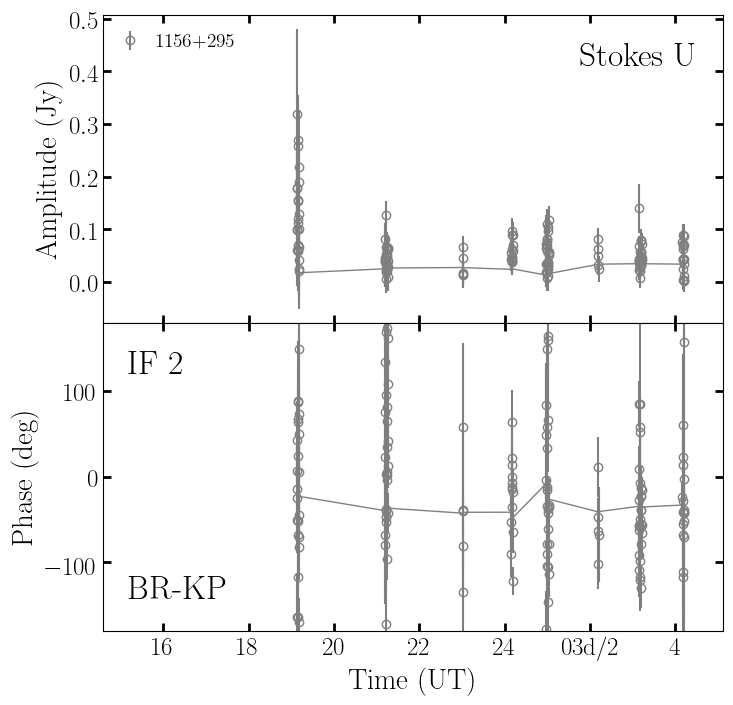 0.5
1156+295
Stokes U
0.4
0.3
0.2
0.1
0.0
Amplitude (Jy)
IF 2
100
0
−100
Phase (deg)
BR-KP
16 18 20 22 24 03d/2 4
Time (UT)